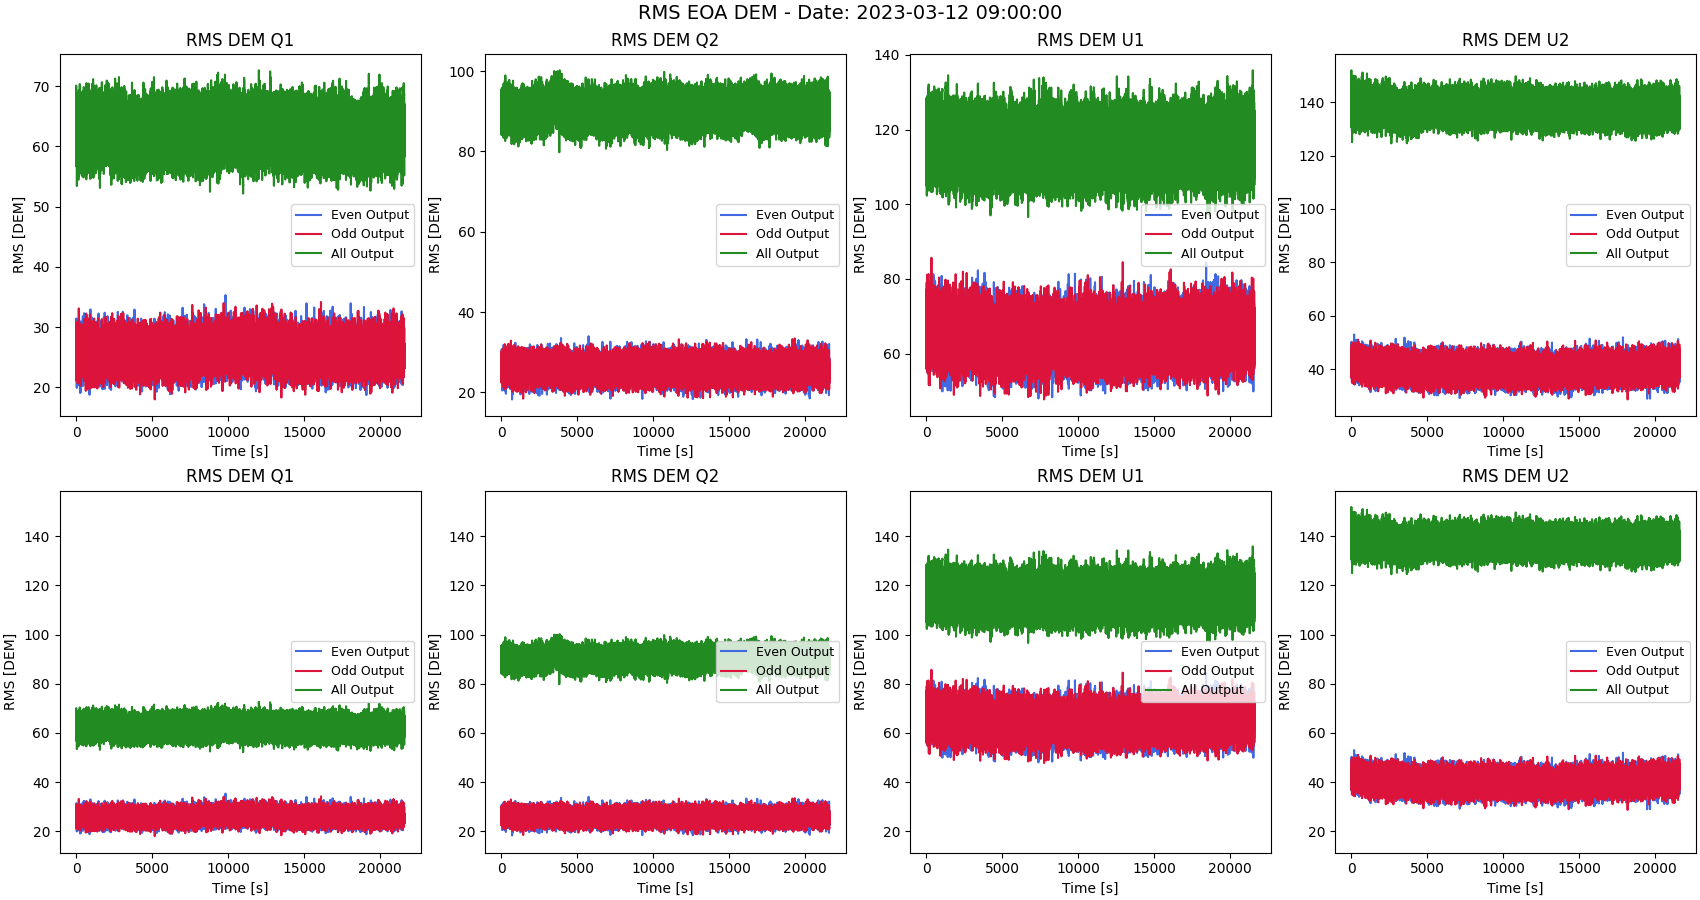 RMS EOA DEM - Date: 2023-03-12 09:00:00
RMS DEM Q1
RMS [DEM]
70
60
50
40
30
20
0 5000 10000 15000 20000
Time [s]
Even Output
Odd Output
All Output
RMS DEM Q2
RMS [DEM]
100
80
60
40
20
0 5000 10000 15000 20000
Time [s]
Even Output
Odd Output
All Output
RMS DEM U1
RMS [DEM]
140
120
100
80
60
0 5000 10000 15000 20000
Time [s]
Even Output
Odd Output
All Output
RMS DEM U2
RMS [DEM]
140
120
100
80
60
40
0 5000 10000 15000 20000
Time [s]
Even Output
Odd Output
All Output
RMS DEM Q1
RMS [DEM]
140
120
100
80
60
40
20
0 5000 10000 15000 20000
Time [s]
Even Output
Odd Output
All Output
RMS DEM Q2
RMS [DEM]
140
120
100
80
60
40
20
0 5000 10000 15000 20000
Time [s]
Even Output
Odd Output
All Output
RMS DEM U1
RMS [DEM]
140
120
100
80
60
40
20
0 5000 10000 15000 20000
Time [s]
Even Output
Odd Output
All Output
RMS DEM U2
RMS [DEM]
140
120
100
80
60
40
20
0 5000 10000 15000 20000
Time [s]
Even Output
Odd Output
All Output